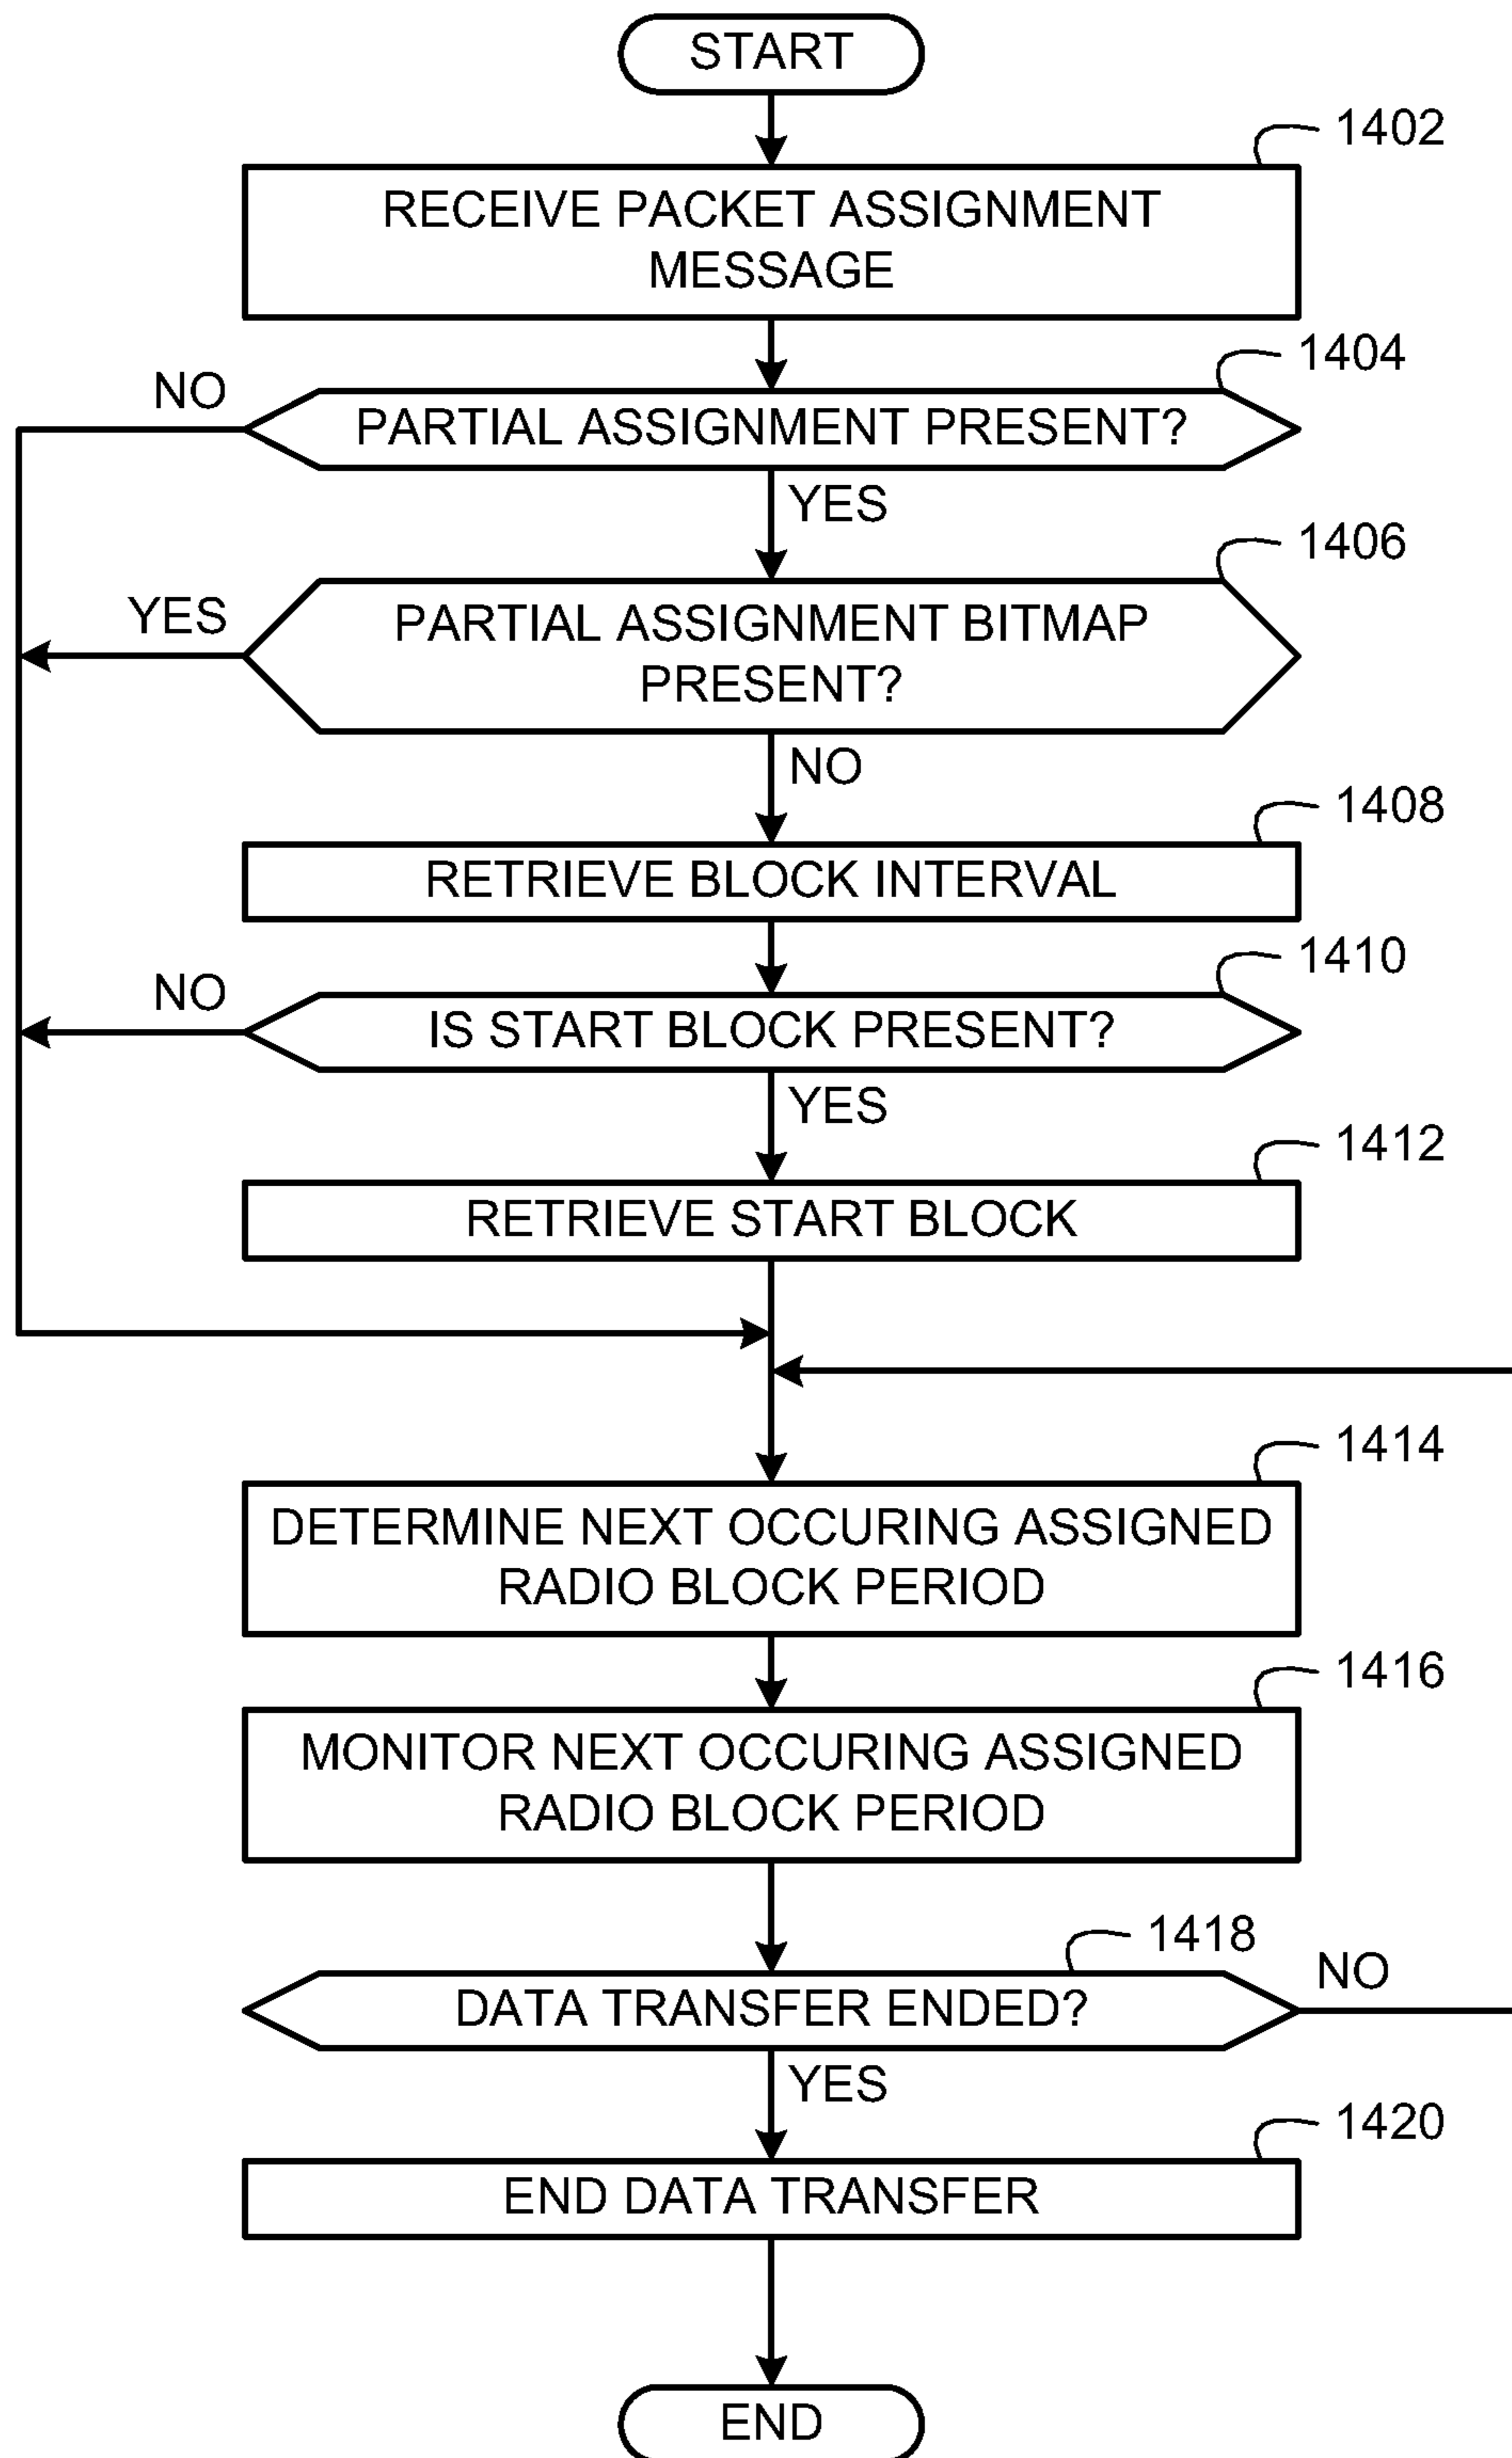 START
1402
RECEIVE PACKET ASSIGNMENT
MESSAGE
1404
NO
PARTIAL ASSIGNMENT PRESENT?
YES
1406
YES
PARTIAL ASSIGNMENT BITMAP
PRESENT?
NO
1408
RETRIEVE BLOCK INTERVAL
1410
NO
IS START BLOCK PRESENT?
YES
1412
RETRIEVE START BLOCK
1414
DETERMINE NEXT OCCURING ASSIGNED
RADIO BLOCK PERIOD
1416
MONITOR NEXT OCCURING ASSIGNED
RADIO BLOCK PERIOD
1418
NO
DATA TRANSFER ENDED?
YES
1420
END DATA TRANSFER
END